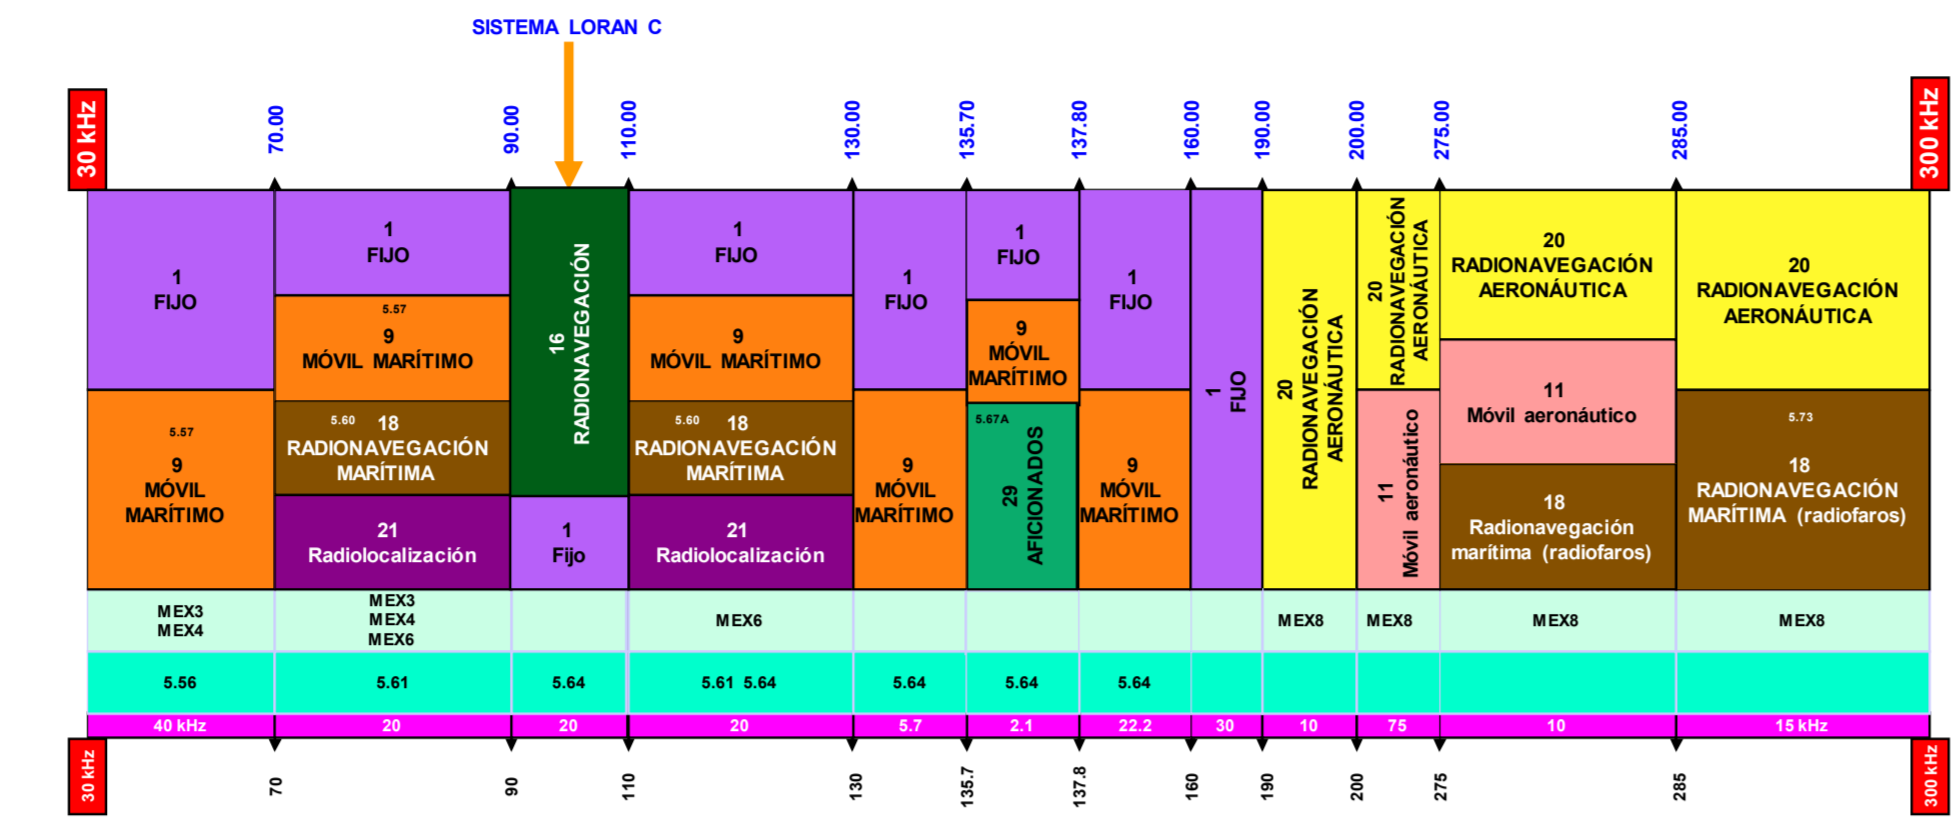 SISTEMA LORAN C
30 kHz
70.00
90.00
110.00
130.00
135.70
137.80
160.00
190.00
200.00
275.00
285.00
300 kHz
1
FIJO
5.57
9
MÓVIL
MARÍTIMO
1
FIJO
5.57
9
MÓVIL MARÍTIMO
5.60 18
RADIONAVEGACIÓN
MARÍTIMA
21
Radiolocalización
16
RADIONAVEGACIÓN
1
Fijo
1
FIJO
9
MÓVIL MARÍTIMO
5.60 18
RADIONAVEGACIÓN
MARÍTIMA
21
Radiolocalización
1
FIJO
9
MÓVIL
MARÍTIMO
1
FIJO
9
MÓVIL
MARÍTIMO
5.67A
29
AFICIONADOS
1
FIJO
9
MÓVIL
MARÍTIMO
1
FIJO
20
RADIONAVEGACIÓN
AERONÁUTICA
20
RADIONAVEGACIÓN
AERONÁUTICA
11
Móvil aeronáutico
20
RADIONAVEGACIÓN
AERONÁUTICA
11
Móvil aeronáutico
18
Radionavegación
marítima (radiofaros)
20
RADIONAVEGACIÓN
AERONÁUTICA
5.73
18
RADIONAVEGACIÓN
MARÍTIMA (radiofaros)
MEX3
MEX4
MEX3
MEX4
MEX6
MEX6
MEX8
MEX8
MEX8
MEX8
5.56
5.61
5.64
5.61 5.64
5.64
5.64
5.64
40 kHz
20
20
20
5.7
2.1
22.2
30
10
75
10
15 kHz
30 kHz
70
90
110
130
135.7
137.8
160
190
200
275
285
300 kHz